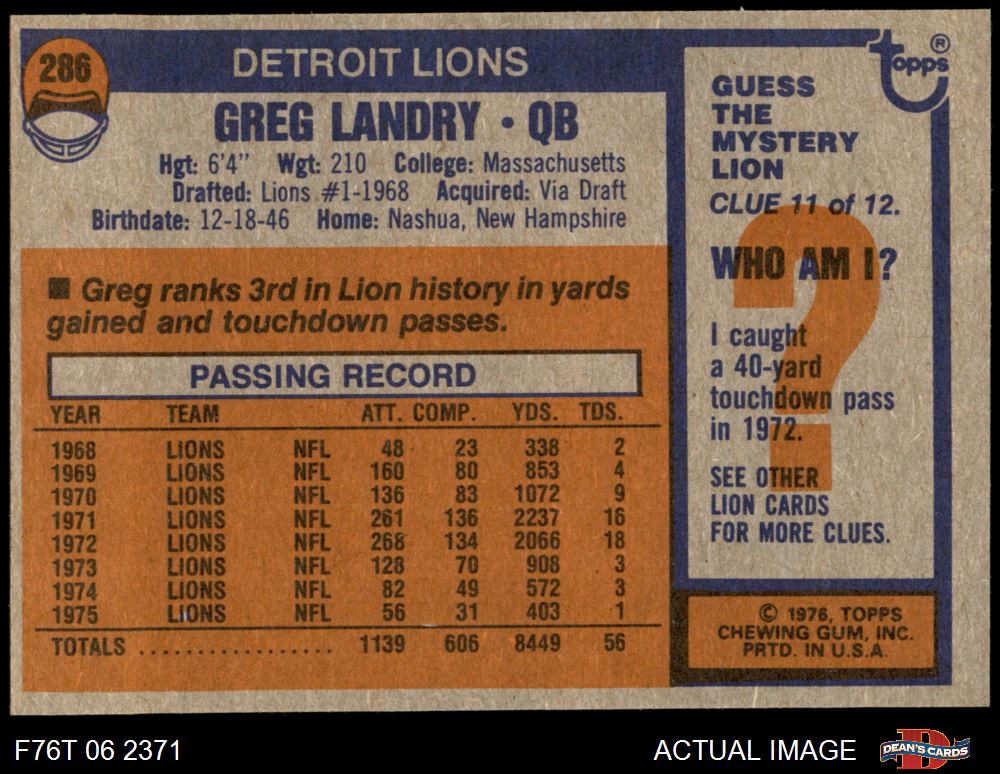 286
DETROIT LIONS
GREG LANDRY • QB
Hgt: 6'4" Wgt: 210 College: Massachusetts
Drafted: Lions #1-1968 Acquired: Via Draft
Birthdate: 12-18-46 Home: Nashua, New Hampshire
■ Greg ranks 3rd in Lion history in yards
gained and touchdown passes.
PASSING RECORD
YEAR TEAM ATT. COMP. YDS. TDS.
1968 LIONS NFL 48 23 338 2
1969 LIONS NFL 160 80 853 4
1970 LIONS NFL 136 83 1072 9
1971 LIONS NFL 261 136 2237 16
1972 LIONS NFL 268 134 2066 18
1973 LIONS NFL 128 70 908 3
1974 LIONS NFL 82 49 572 3
1975 LIONS NFL 56 31 403 1
TOTALS ................. 1139 606 8449 56
topps ®
GUESS
THE
MYSTERY
LION
CLUE 11 of 12.
WHO AM I?
?
I caught
a 40-yard
touchdown pass
in 1972.
SEE OTHER
LION CARDS
FOR MORE CLUES.
© 1976, TOPPS
CHEWING GUM, INC.
PRTD. IN U.S.A.
F76T 06 2371
ACTUAL IMAGE
DEAN'S CARDS